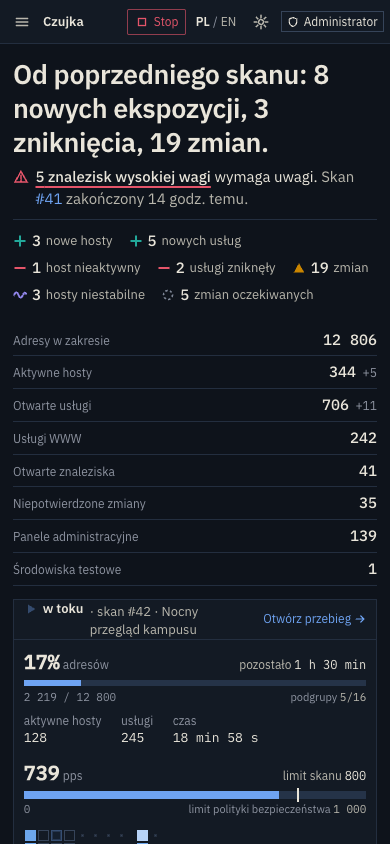 Czujka Stop PL / EN Administrator
Od poprzedniego skanu: 8
nowych ekspozycji, 3
zniknięcia, 19 zmian.
5 znalezisk wysokiej wagi wymaga uwagi. Skan
#41 zakończony 14 godz. temu.
3 nowe hosty 5 nowych usług
1 host nieaktywny 2 usługi zniknęły 19 zmian
3 hosty niestabilne 5 zmian oczekiwanych
Adresy w zakresie 12 806
Aktywne hosty 344 +5
Otwarte usługi 706 +11
Usługi WWW 242
Otwarte znaleziska 41
Niepotwierdzone zmiany 35
Panele administracyjne 139
Środowiska testowe 1
w toku · skan #42 · Nocny
przegląd kampusu
Otwórz przebieg →
17% adresów pozostało 1 h 30 min
2 219 / 12 800 podgrupy 5/16
aktywne hosty usługi czas
128 245 18 min 58 s
739 pps limit skanu 800
0 limit polityki bezpieczeństwa 1 000